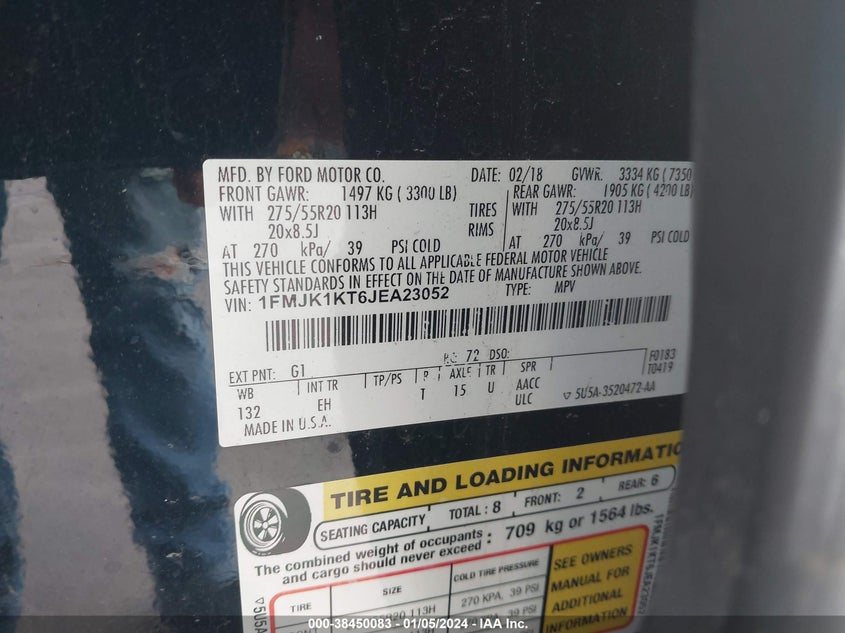 MFD. BY FORD MOTOR CO. DATE: 02/18 GVWR: 3334 KG ( 7350
FRONT GAWR: 1497 KG ( 3300 LB) REAR GAWR: 1905 KG ( 4200 LB)
WITH 275/55R20 113H TIRES WITH 275/55R20 113H
20x8.5J RIMS 20x8.5J
AT 270 kPa/ 39 PSI COLD AT 270 kPa/ 39 PSI COLD
THIS VEHICLE CONFORMS TO ALL APPLICABLE FEDERAL MOTOR VEHICLE
SAFETY STANDARDS IN EFFECT ON THE DATE OF MANUFACTURE SHOWN ABOVE.
VIN: 1FMJK1KT6JEA23052 TYPE: MPV
EXT PNT: G1 RC: 72 DSO: F0183
WB INT TR TP/PS R AXLE TR SPR T0419
132 EH T 15 U AACC
ULC ▽ 5U5A-3520472-AA
MADE IN U.S.A.
TIRE AND LOADING INFORMATIO
SEATING CAPACITY TOTAL: 8 FRONT: 2 REAR: 6
The combined weight of occupants and cargo should never exceed : 709 kg or 1564 lbs.
TIRE SIZE COLD TIRE PRESSURE SEE OWNERS
MANUAL FOR
ADDITIONAL
INFORMATION
R20 113H 270 KPA, 39 PSI
▽5U5A
1FMJK1KT6JEA23052
000-38450083 - 01/05/2024 - © IAA Inc.